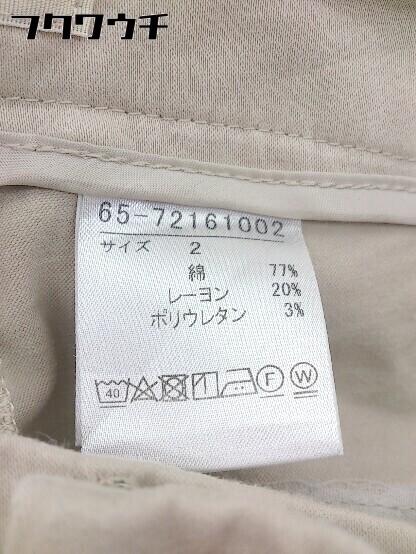 フクワウチ
65-72161002
サイズ 2
綿 77%
レーヨン 20%
ポリウレタン 3%
40 F W